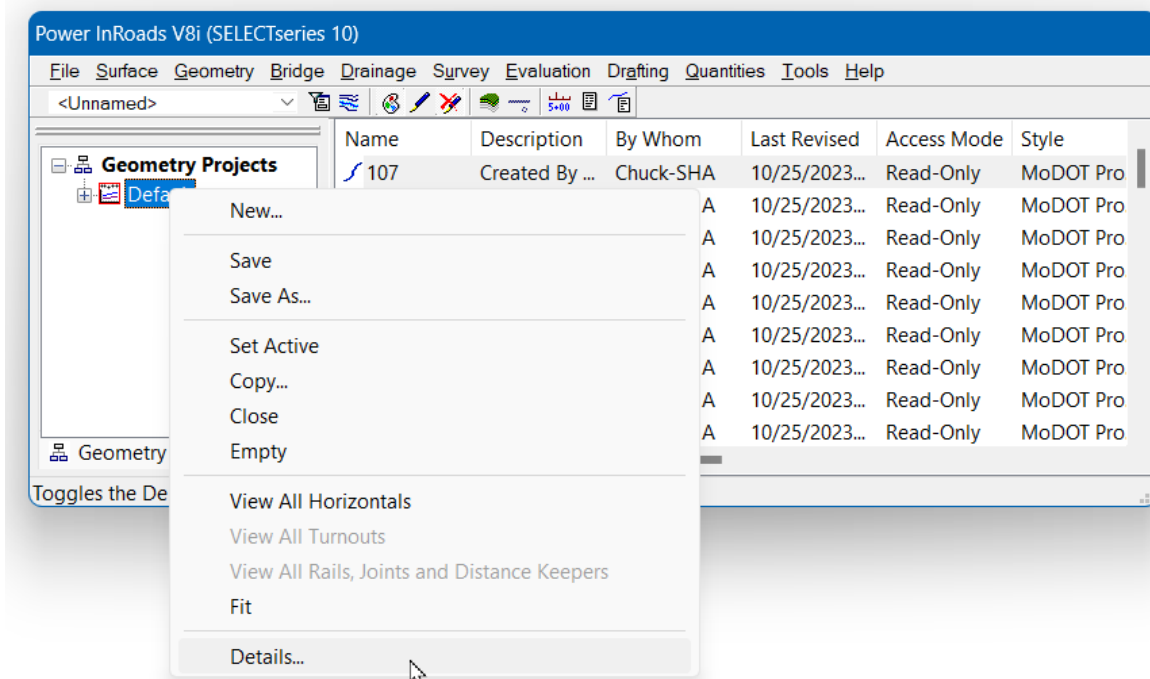 Power InRoads V8i (SELECTseries 10)
File Surface Geometry Bridge Drainage Survey Evaluation Drafting Quantities Tools Help
<Unnamed>
5+00
Name Description By Whom Last Revised Access Mode Style
Geometry Projects
107 Created By ... Chuck-SHA 10/25/2023... Read-Only MoDOT Pro
Defa
A 10/25/2023... Read-Only MoDOT Pro
A 10/25/2023... Read-Only MoDOT Pro
A 10/25/2023... Read-Only MoDOT Pro
A 10/25/2023... Read-Only MoDOT Pro
A 10/25/2023... Read-Only MoDOT Pro
A 10/25/2023... Read-Only MoDOT Pro
A 10/25/2023... Read-Only MoDOT Pro
A 10/25/2023... Read-Only MoDOT Pro
Geometry
Toggles the De
New...
Save
Save As...
Set Active
Copy...
Close
Empty
View All Horizontals
View All Turnouts
View All Rails, Joints and Distance Keepers
Fit
Details...